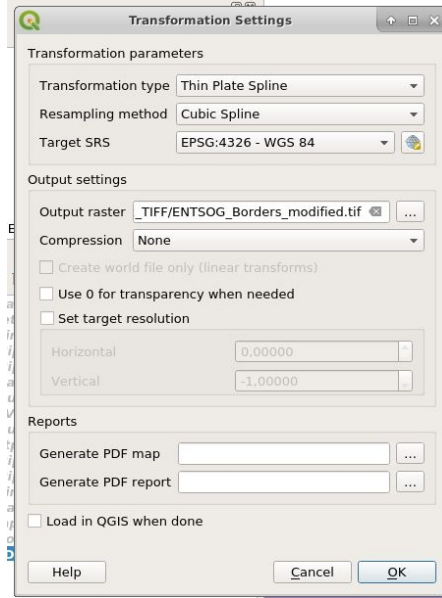 Transformation Settings
Transformation parameters
Transformation type Thin Plate Spline
Resampling method Cubic Spline
Target SRS EPSG:4326 - WGS 84
Output settings
Output raster _TIFF/ENTSOG_Borders_modified.tif ...
Compression None
Create world file only (linear transforms)
Use 0 for transparency when needed
Set target resolution
Horizontal 0,00000
Vertical -1,00000
Reports
Generate PDF map ...
Generate PDF report ...
Load in QGIS when done
Help Cancel OK